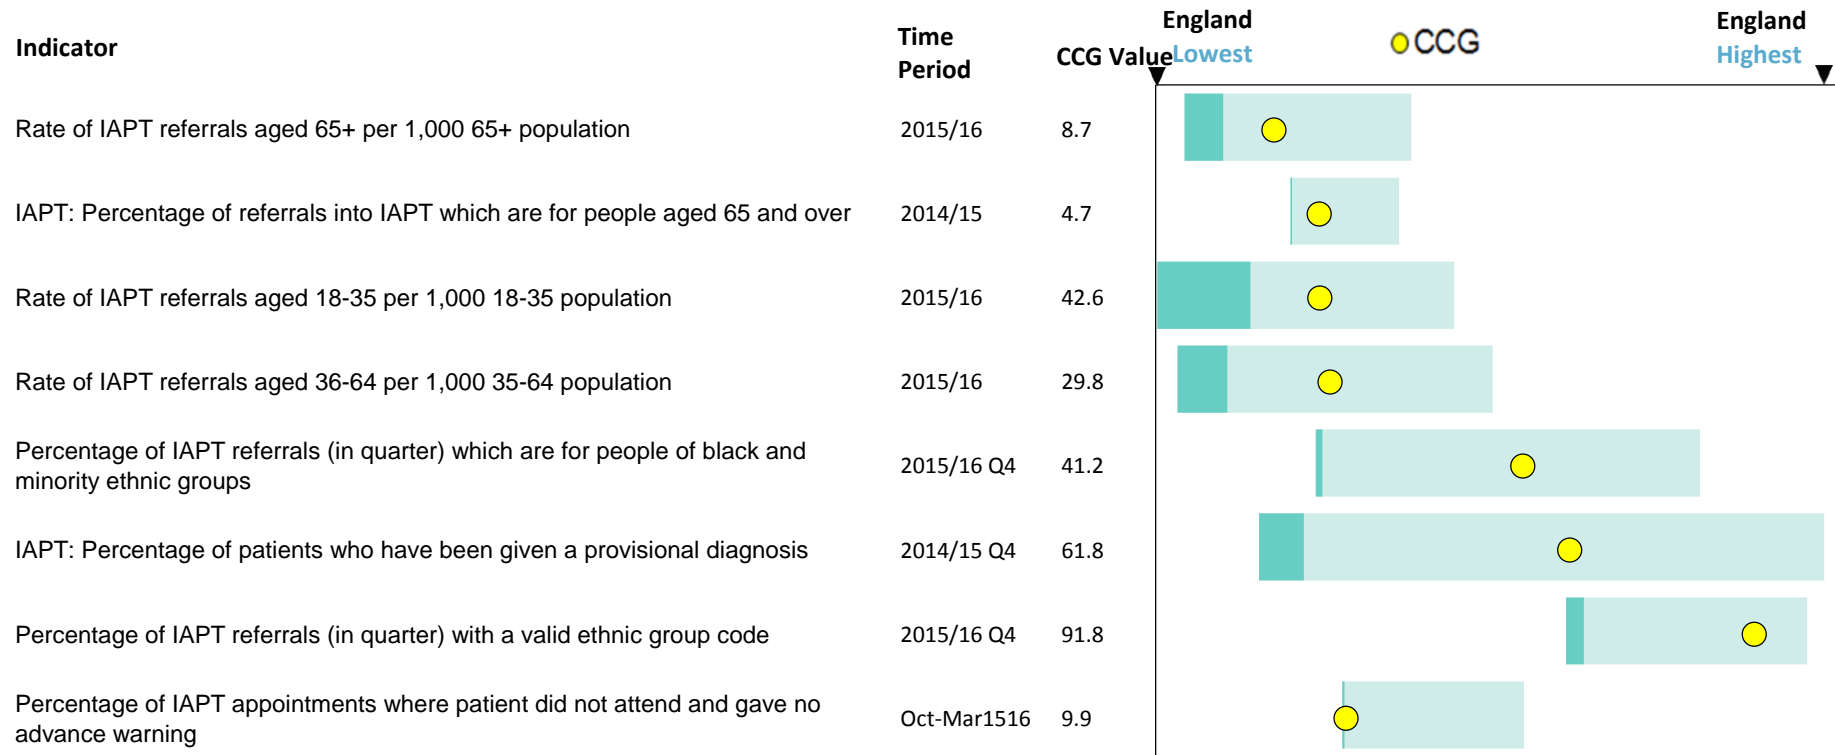 Indicator
Time
Period
CCG Value
England
Lowest
CCG
England
Highest
Rate of IAPT referrals aged 65+ per 1,000 65+ population 2015/16 8.7
IAPT: Percentage of referrals into IAPT which are for people aged 65 and over 2014/15 4.7
Rate of IAPT referrals aged 18-35 per 1,000 18-35 population 2015/16 42.6
Rate of IAPT referrals aged 36-64 per 1,000 35-64 population 2015/16 29.8
Percentage of IAPT referrals (in quarter) which are for people of black and
minority ethnic groups
2015/16 Q4 41.2
IAPT: Percentage of patients who have been given a provisional diagnosis 2014/15 Q4 61.8
Percentage of IAPT referrals (in quarter) with a valid ethnic group code 2015/16 Q4 91.8
Percentage of IAPT appointments where patient did not attend and gave no
advance warning
Oct-Mar1516 9.9